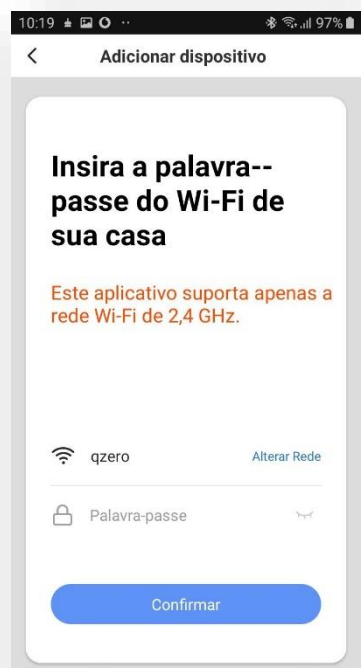 10:19 97%
Adicionar dispositivo
Insira a palavra--
passe do Wi-Fi de
sua casa
Este aplicativo suporta apenas a
rede Wi-Fi de 2,4 GHz.
qzero Alterar Rede
Palavra-passe
Confirmar